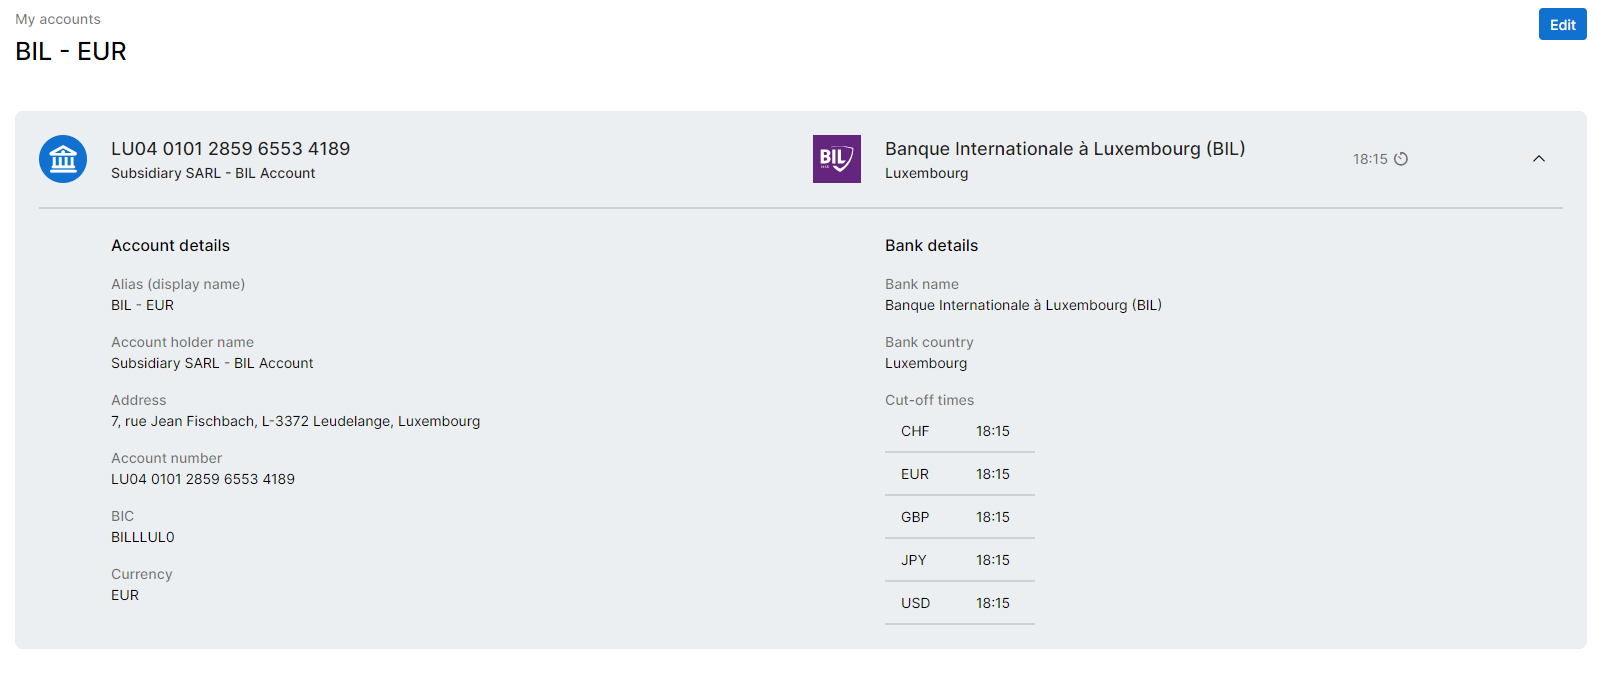 My accounts
Edit
BIL - EUR
LU04 0101 2859 6553 4189
Subsidiary SARL - BIL Account
BIL
Banque Internationale à Luxembourg (BIL)
Luxembourg
18:15
Account details
Alias (display name)
BIL - EUR
Account holder name
Subsidiary SARL - BIL Account
Address
7, rue Jean Fischbach, L-3372 Leudelange, Luxembourg
Account number
LU04 0101 2859 6553 4189
BIC
BILLLUL0
Currency
EUR
Bank details
Bank name
Banque Internationale à Luxembourg (BIL)
Bank country
Luxembourg
Cut-off times
CHF 18:15
EUR 18:15
GBP 18:15
JPY 18:15
USD 18:15